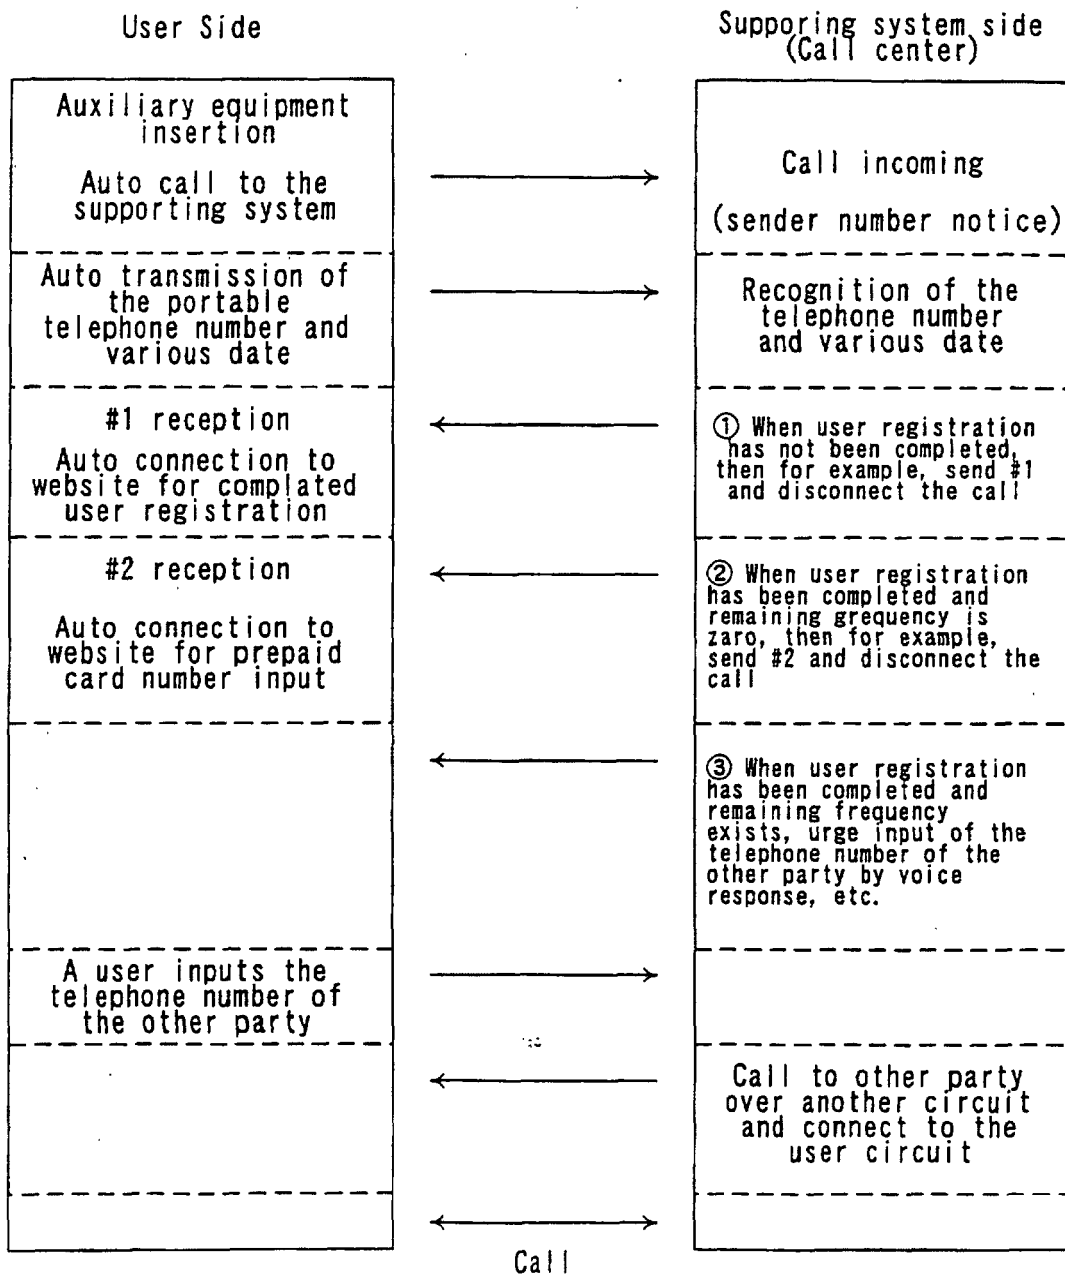 User Side
Supporing system side
(Call center)
Auxiliary equipment
insertion
Auto call to the
supporting system
Call incoming
(sender number notice)
Auto transmission of
the portable
telephone number and
various date
Recognition of the
telephone number
and various date
#1 reception
Auto connection to
website for complated
user registration
① When user registration
has not been completed,
then for example, send #1
and disconnect the call
#2 reception
Auto connection to
website for prepaid
card number input
② When user registration
has been completed and
remaining grequency is
zaro, then for example,
send #2 and disconnect the
call
③ When user registration
has been completed and
remaining frequency
exists, urge input of the
telephone number of the
other party by voice
response, etc.
A user inputs the
telephone number of
the other party
Call to other party
over another circuit
and connect to the
user circuit
Call